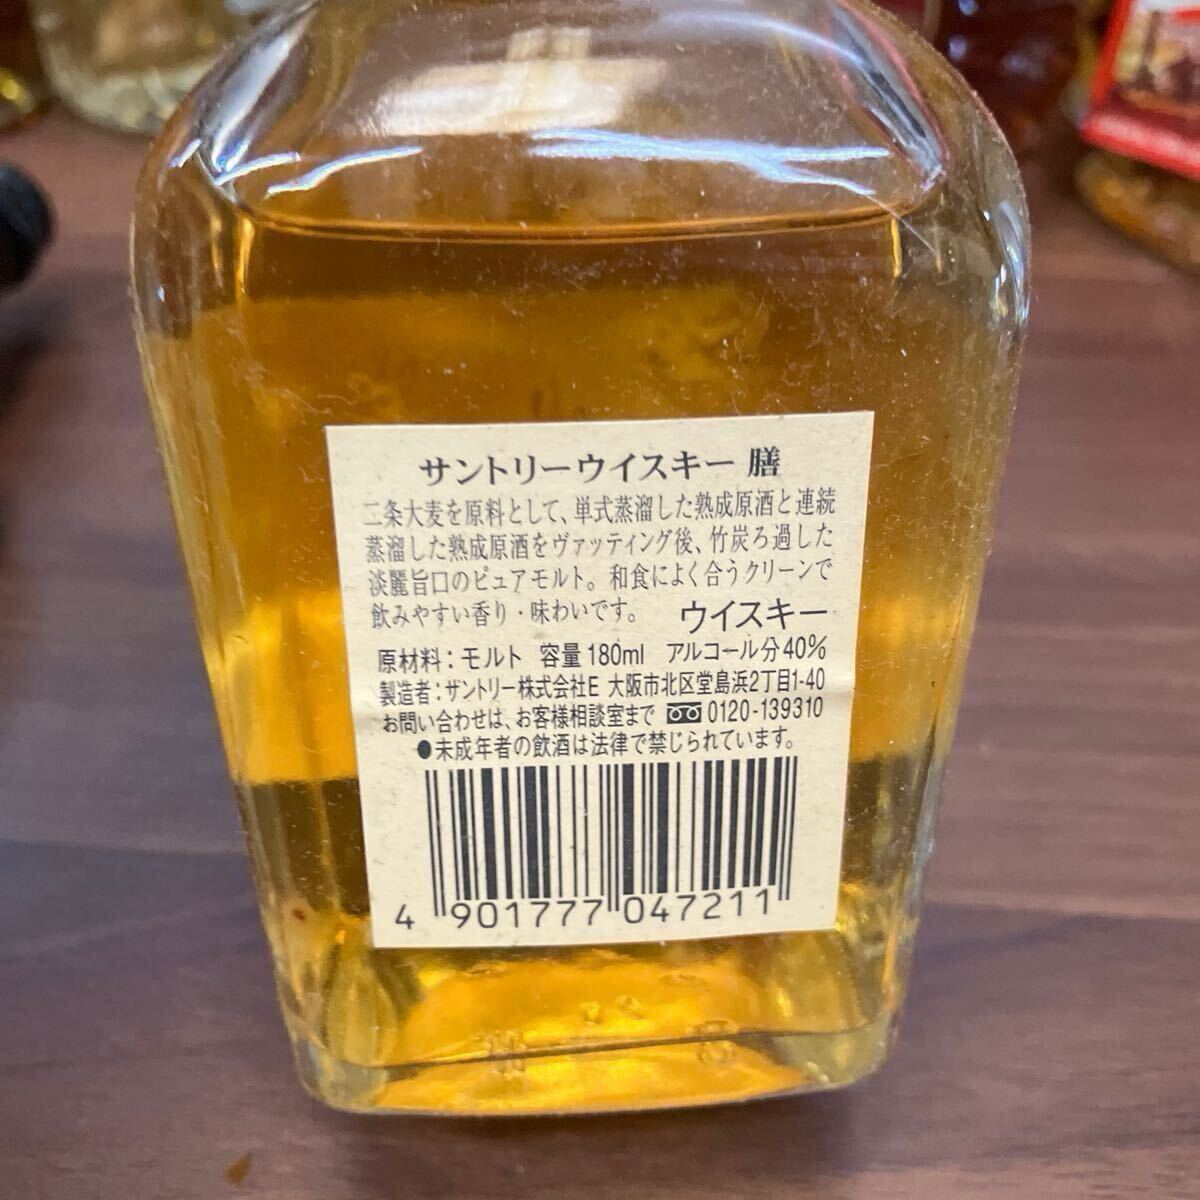 サントリーウイスキー 膳
二条大麦を原料として、単式蒸溜した熟成原酒と連続
蒸溜した熟成原酒をヴァッティング後、竹炭ろ過した
淡麗旨口のピュアモルト。和食によく合うクリーンで
飲みやすい香り・味わいです。 ウイスキー
原材料：モルト 容量180ml アルコール分40%
製造者：サントリー株式会社E 大阪市北区堂島浜2丁目1-40
お問い合わせは、お客様相談室まで 0120-139310
●未成年者の飲酒は法律で禁じられています。
4 901777 047211